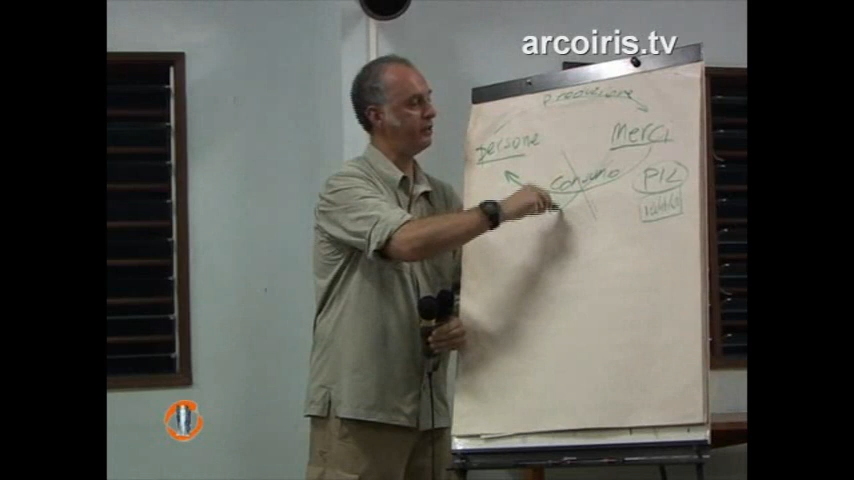 arcoiris.tv
produzione
persone
Merci
consumo
PIL